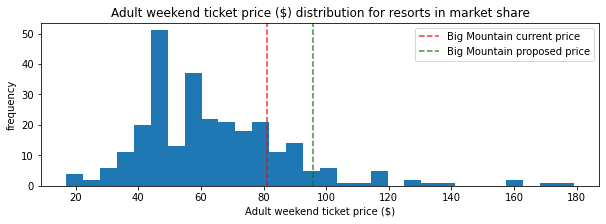 Adult weekend ticket price ($) distribution for resorts in market share
Big Mountain current price
Big Mountain proposed price
frequency
50
40
30
20
10
0
20 40 60 80 100 120 140 160 180
Adult weekend ticket price ($)